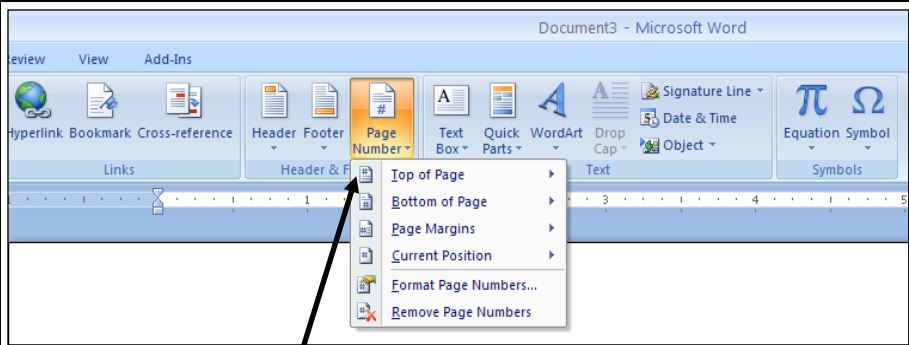 Document3 - Microsoft Word
Review View Add-Ins
Hyperlink Bookmark Cross-reference Header Footer Page Number Text Box Quick Parts WordArt Drop Cap Signature Line Date & Time Object Equation Symbol
Links Header & F Text Symbols
Top of Page
Bottom of Page
Page Margins
Current Position
Format Page Numbers...
Remove Page Numbers
1 3 4 5